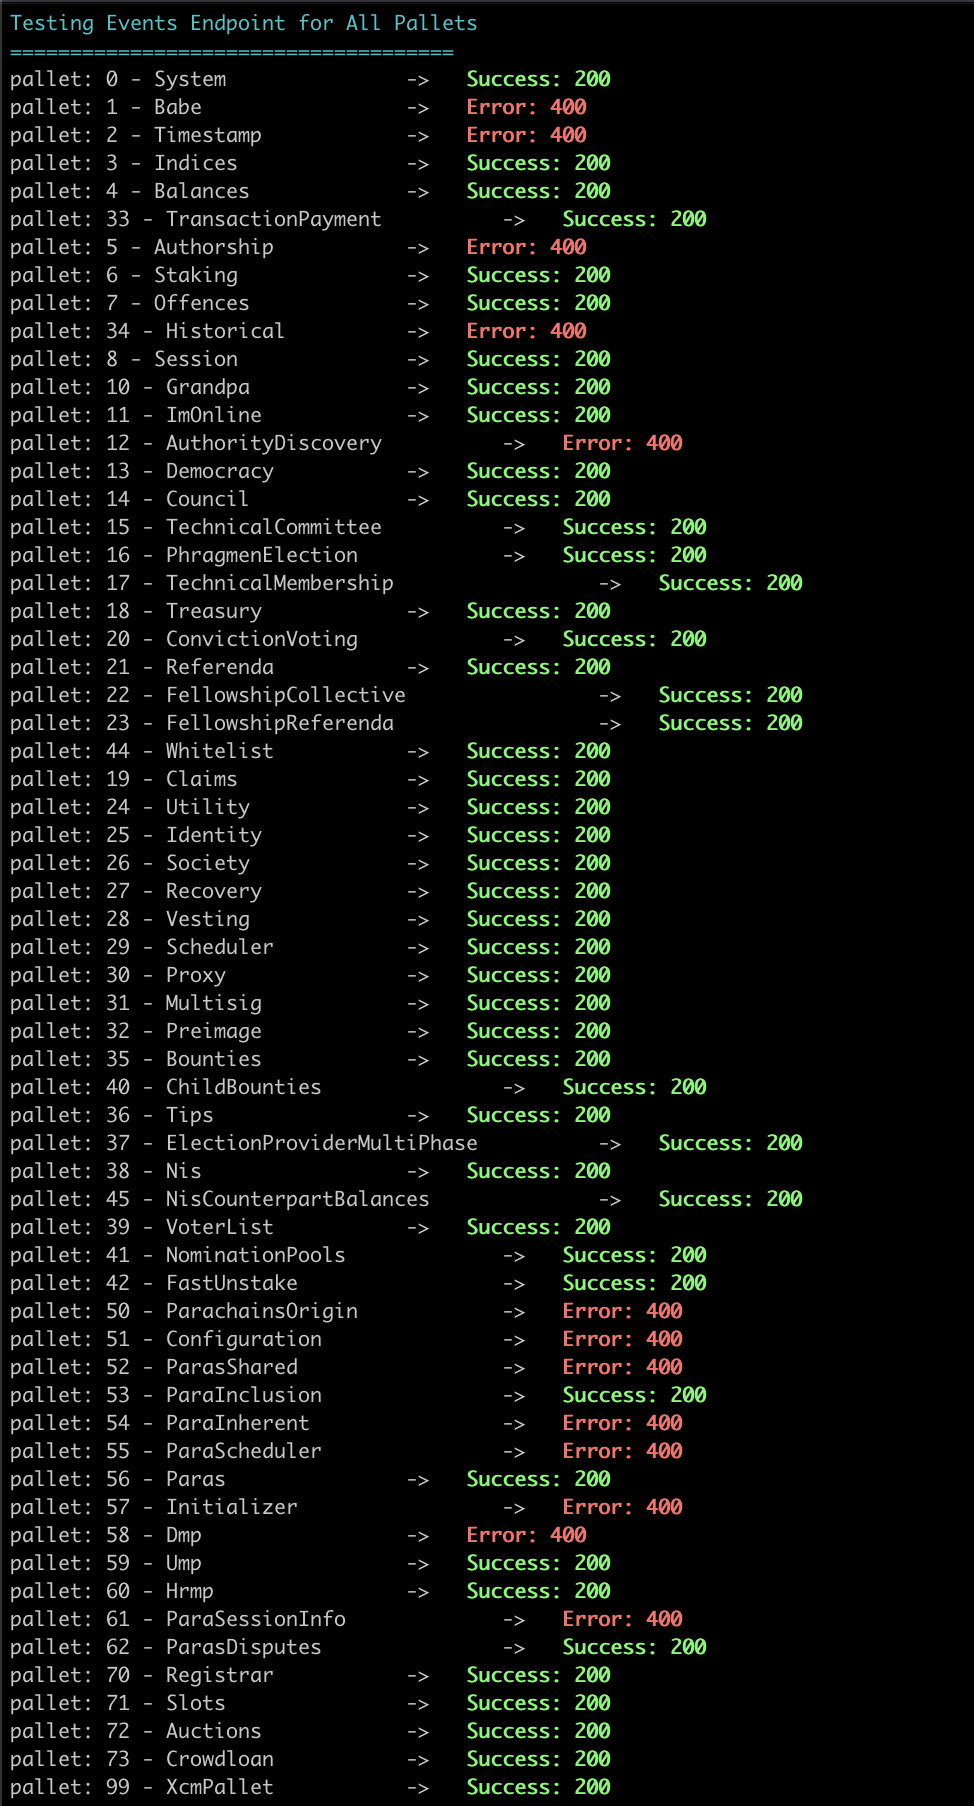 Testing Events Endpoint for All Pallets
=====================================
pallet: 0 - System -> Success: 200
pallet: 1 - Babe -> Error: 400
pallet: 2 - Timestamp -> Error: 400
pallet: 3 - Indices -> Success: 200
pallet: 4 - Balances -> Success: 200
pallet: 33 - TransactionPayment -> Success: 200
pallet: 5 - Authorship -> Error: 400
pallet: 6 - Staking -> Success: 200
pallet: 7 - Offences -> Success: 200
pallet: 34 - Historical -> Error: 400
pallet: 8 - Session -> Success: 200
pallet: 10 - Grandpa -> Success: 200
pallet: 11 - ImOnline -> Success: 200
pallet: 12 - AuthorityDiscovery -> Error: 400
pallet: 13 - Democracy -> Success: 200
pallet: 14 - Council -> Success: 200
pallet: 15 - TechnicalCommittee -> Success: 200
pallet: 16 - PhragmenElection -> Success: 200
pallet: 17 - TechnicalMembership -> Success: 200
pallet: 18 - Treasury -> Success: 200
pallet: 20 - ConvictionVoting -> Success: 200
pallet: 21 - Referenda -> Success: 200
pallet: 22 - FellowshipCollective -> Success: 200
pallet: 23 - FellowshipReferenda -> Success: 200
pallet: 44 - Whitelist -> Success: 200
pallet: 19 - Claims -> Success: 200
pallet: 24 - Utility -> Success: 200
pallet: 25 - Identity -> Success: 200
pallet: 26 - Society -> Success: 200
pallet: 27 - Recovery -> Success: 200
pallet: 28 - Vesting -> Success: 200
pallet: 29 - Scheduler -> Success: 200
pallet: 30 - Proxy -> Success: 200
pallet: 31 - Multisig -> Success: 200
pallet: 32 - Preimage -> Success: 200
pallet: 35 - Bounties -> Success: 200
pallet: 40 - ChildBounties -> Success: 200
pallet: 36 - Tips -> Success: 200
pallet: 37 - ElectionProviderMultiPhase -> Success: 200
pallet: 38 - Nis -> Success: 200
pallet: 45 - NisCounterpartBalances -> Success: 200
pallet: 39 - VoterList -> Success: 200
pallet: 41 - NominationPools -> Success: 200
pallet: 42 - FastUnstake -> Success: 200
pallet: 50 - ParachainsOrigin -> Error: 400
pallet: 51 - Configuration -> Error: 400
pallet: 52 - ParasShared -> Error: 400
pallet: 53 - ParaInclusion -> Success: 200
pallet: 54 - ParaInherent -> Error: 400
pallet: 55 - ParaScheduler -> Error: 400
pallet: 56 - Paras -> Success: 200
pallet: 57 - Initializer -> Error: 400
pallet: 58 - Dmp -> Error: 400
pallet: 59 - Ump -> Success: 200
pallet: 60 - Hrmp -> Success: 200
pallet: 61 - ParaSessionInfo -> Error: 400
pallet: 62 - ParasDisputes -> Success: 200
pallet: 70 - Registrar -> Success: 200
pallet: 71 - Slots -> Success: 200
pallet: 72 - Auctions -> Success: 200
pallet: 73 - Crowdloan -> Success: 200
pallet: 99 - XcmPallet -> Success: 200